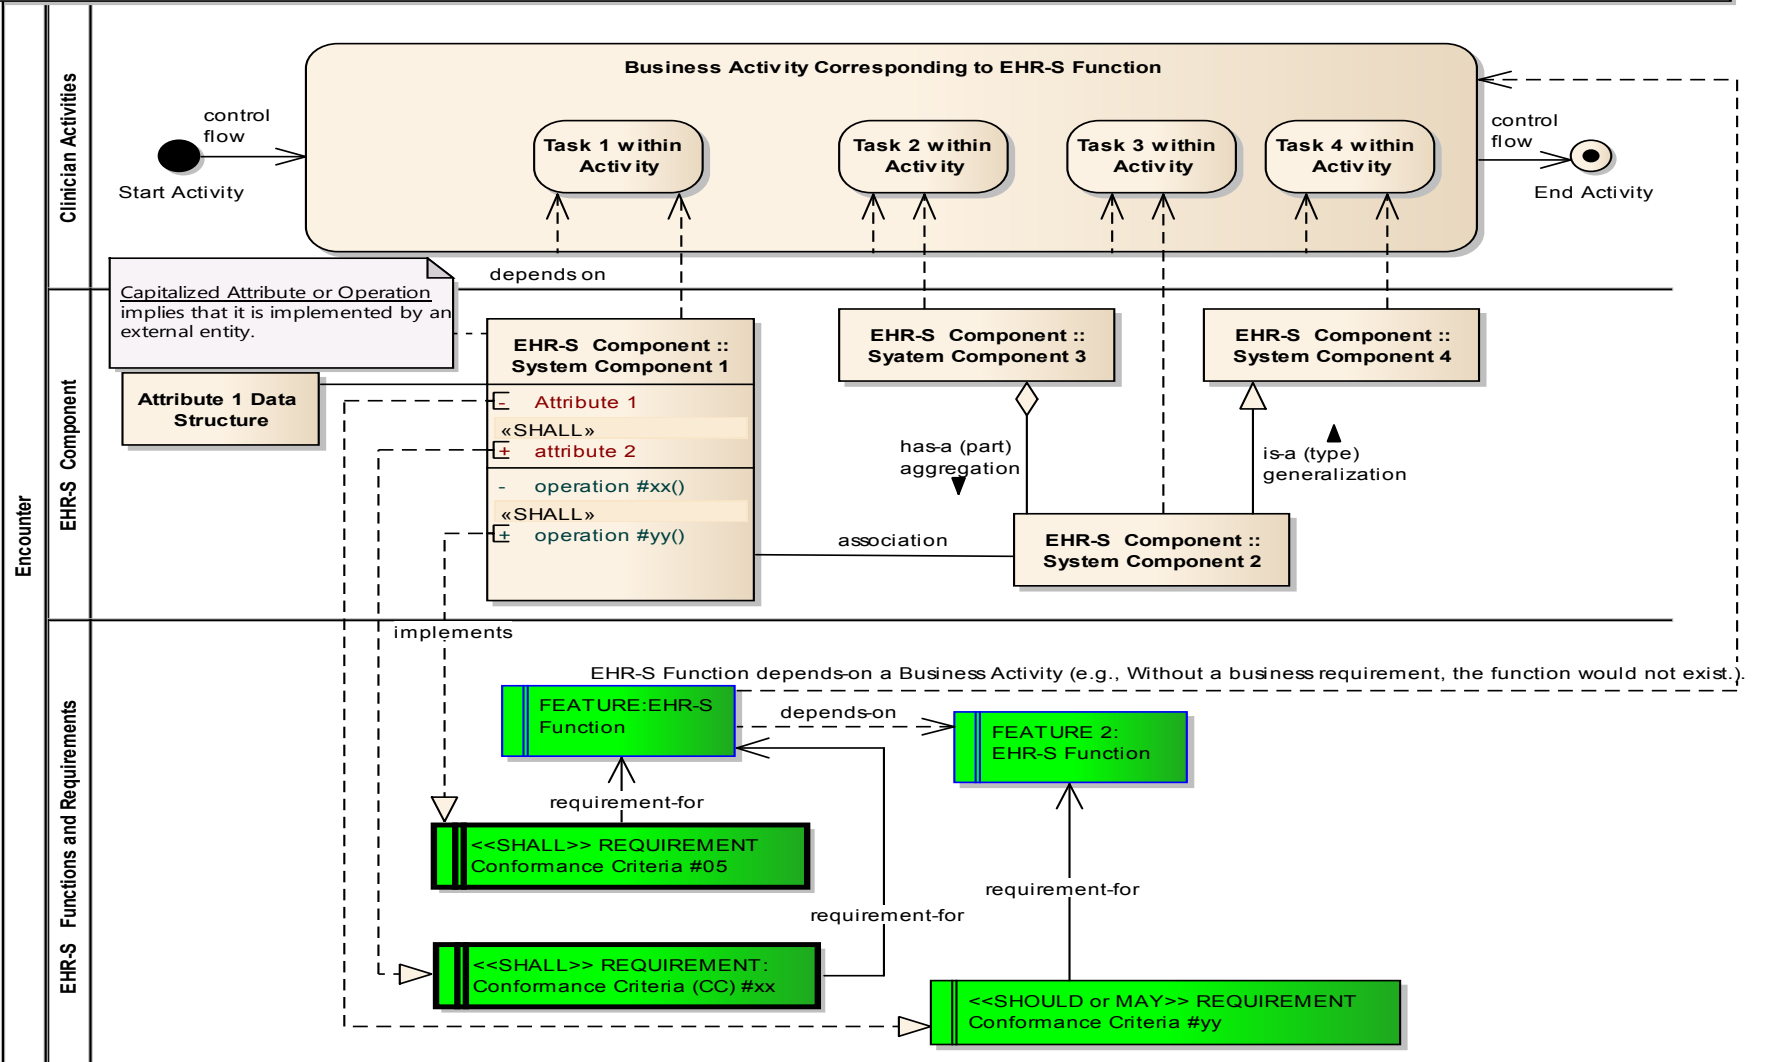 Encounter
Clinician Activities
Business Activity Corresponding to EHR-S Function
control
flow
Start Activity
Task 1 within
Activity
Task 2 within
Activity
Task 3 within
Activity
Task 4 within
Activity
control
flow
End Activity
depends on
EHR-S  Component
Capitalized Attribute or Operation
implies that it is implemented by an
external entity.
Attribute 1 Data
Structure
EHR-S  Component ::
System Component 1
-  Attribute 1
«SHALL»
+  attribute 2
-  operation #xx()
«SHALL»
+  operation #yy()
EHR-S  Component ::
Syatem Component 3
EHR-S  Component ::
System Component 4
has-a (part)
aggregation
is-a (type)
generalization
association
EHR-S  Component ::
System Component 2
EHR-S  Functions and Requirements
implements
EHR-S Function depends-on a Business Activity (e.g., Without a business requirement, the function would not exist.).
FEATURE:EHR-S
Function
depends-on
FEATURE 2:
EHR-S Function
requirement-for
<<SHALL>> REQUIREMENT
Conformance Criteria #05
requirement-for
requirement-for
<<SHALL>> REQUIREMENT:
Conformance Criteria (CC) #xx
<<SHOULD or MAY>> REQUIREMENT
Conformance Criteria #yy